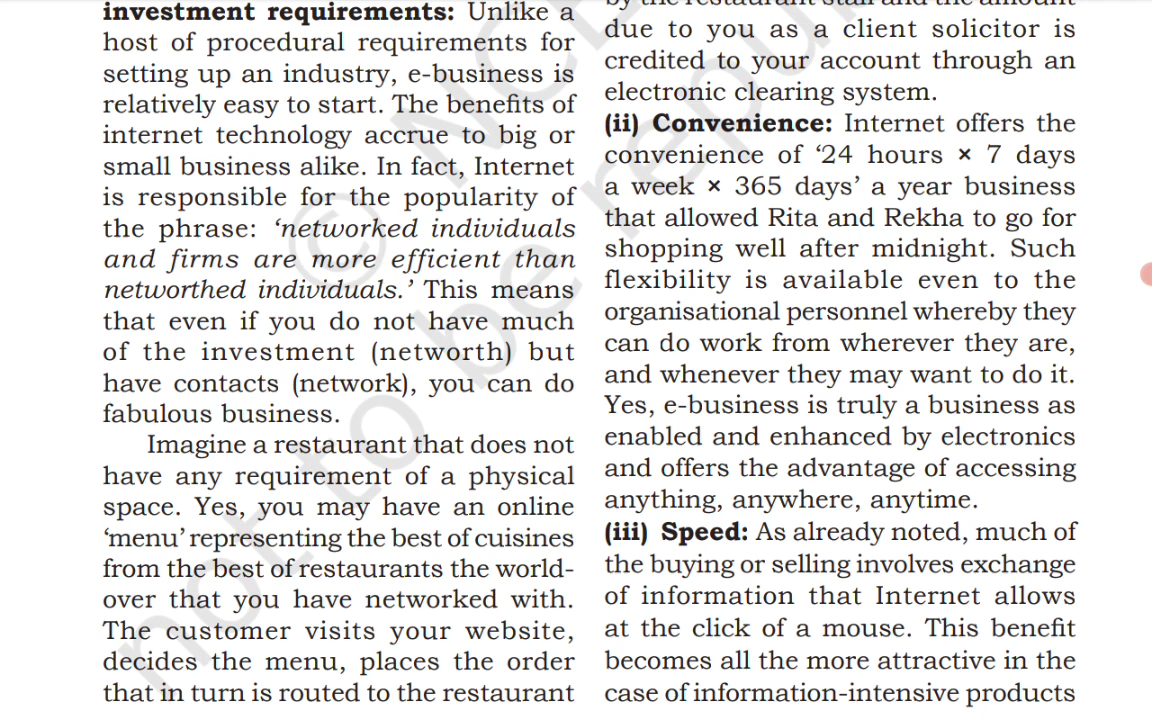 investment requirements: Unlike a
host of procedural requirements for
setting up an industry, e-business is
relatively easy to start. The benefits of
internet technology accrue to big or
small business alike. In fact, Internet
is responsible for the popularity of
the phrase: ‘networked individuals
and firms are more efficient than
networthed individuals.’ This means
that even if you do not have much
of the investment (networth) but
have contacts (network), you can do
fabulous business.
Imagine a restaurant that does not
have any requirement of a physical
space. Yes, you may have an online
‘menu’ representing the best of cuisines
from the best of restaurants the world-
over that you have networked with.
The customer visits your website,
decides the menu, places the order
that in turn is routed to the restaurant
by the restaurant staff and the amount
due to you as a client solicitor is
credited to your account through an
electronic clearing system.
(ii) Convenience: Internet offers the
convenience of ‘24 hours × 7 days
a week × 365 days’ a year business
that allowed Rita and Rekha to go for
shopping well after midnight. Such
flexibility is available even to the
organisational personnel whereby they
can do work from wherever they are,
and whenever they may want to do it.
Yes, e-business is truly a business as
enabled and enhanced by electronics
and offers the advantage of accessing
anything, anywhere, anytime.
(iii) Speed: As already noted, much of
the buying or selling involves exchange
of information that Internet allows
at the click of a mouse. This benefit
becomes all the more attractive in the
case of information-intensive products
© NCE
not to be repu